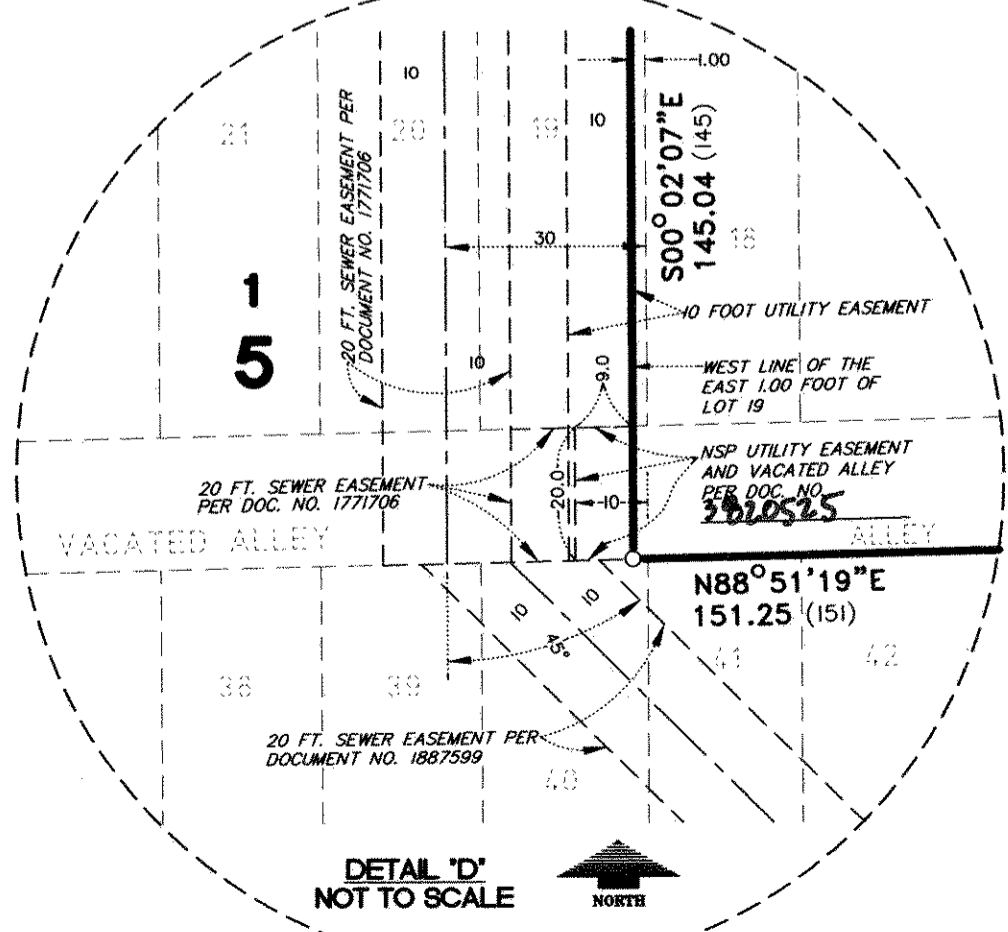 1.00
10
10
21
20
19
18
20 FT. SEWER EASEMENT PER
DOCUMENT NO. 1771706
S00°02'07"E
145.04 (145)
30
1
5
10 FOOT UTILITY EASEMENT
10
9.0
WEST LINE OF THE
EAST 1.00 FOOT OF
LOT 19
20 FT. SEWER EASEMENT
PER DOC. NO. 1771706
20.0
10
NSP UTILITY EASEMENT
AND VACATED ALLEY
PER DOC. NO.
3820525
VACATED ALLEY
ALLEY
N88°51'19"E
151.25 (151)
10
10
45°
38
39
41
42
20 FT. SEWER EASEMENT PER
DOCUMENT NO. 1887599
40
DETAIL "D"
NOT TO SCALE
NORTH